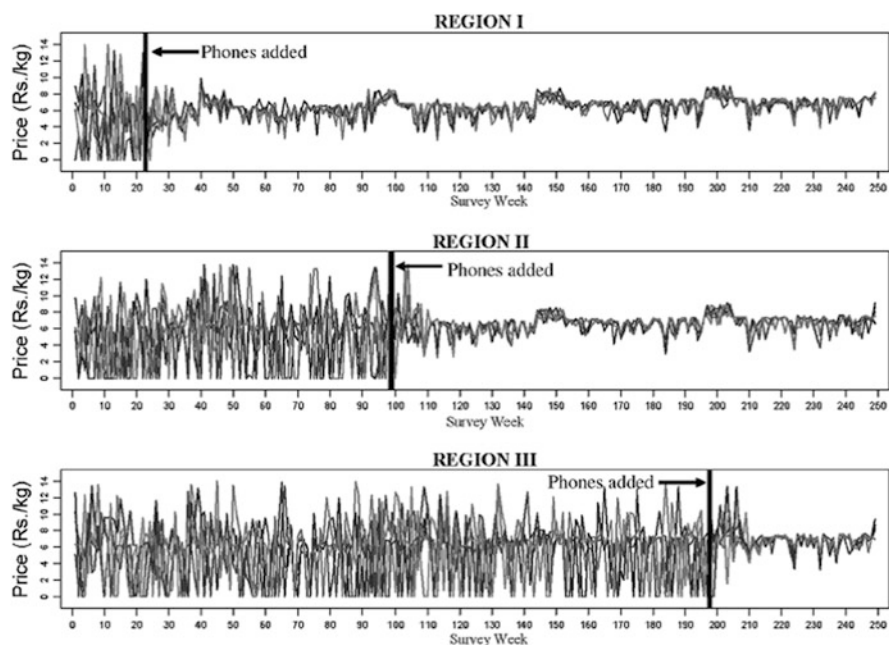 REGION I
Phones added
Price (Rs./kg)
0 2 4 6 8 10 12 14
0 10 20 30 40 50 60 70 80 90 100 110 120 130 140 150 160 170 180 190 200 210 220 230 240 250
Survey Week
REGION II
Phones added
Price (Rs./kg)
0 2 4 6 8 10 12 14
0 10 20 30 40 50 60 70 80 90 100 110 120 130 140 150 160 170 180 190 200 210 220 230 240 250
Survey Week
REGION III
Phones added
Price (Rs./kg)
0 2 4 6 8 10 12 14
0 10 20 30 40 50 60 70 80 90 100 110 120 130 140 150 160 170 180 190 200 210 220 230 240 250
Survey Week